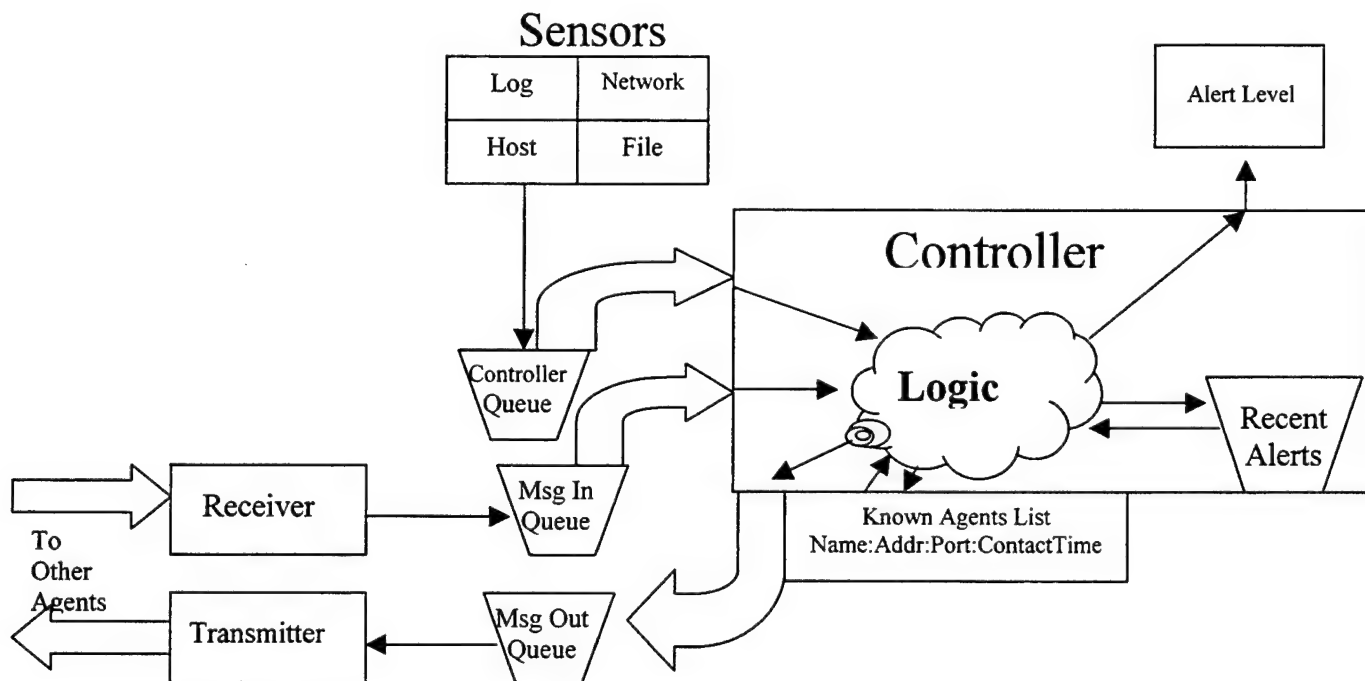 Sensors
Log
Network
Host
File
Alert Level
Controller
Controller
Queue
Logic
Recent
Alerts
Msg In
Queue
Receiver
Known Agents List
Name:Addr:Port:ContactTime
To
Other
Agents
Transmitter
Msg Out
Queue